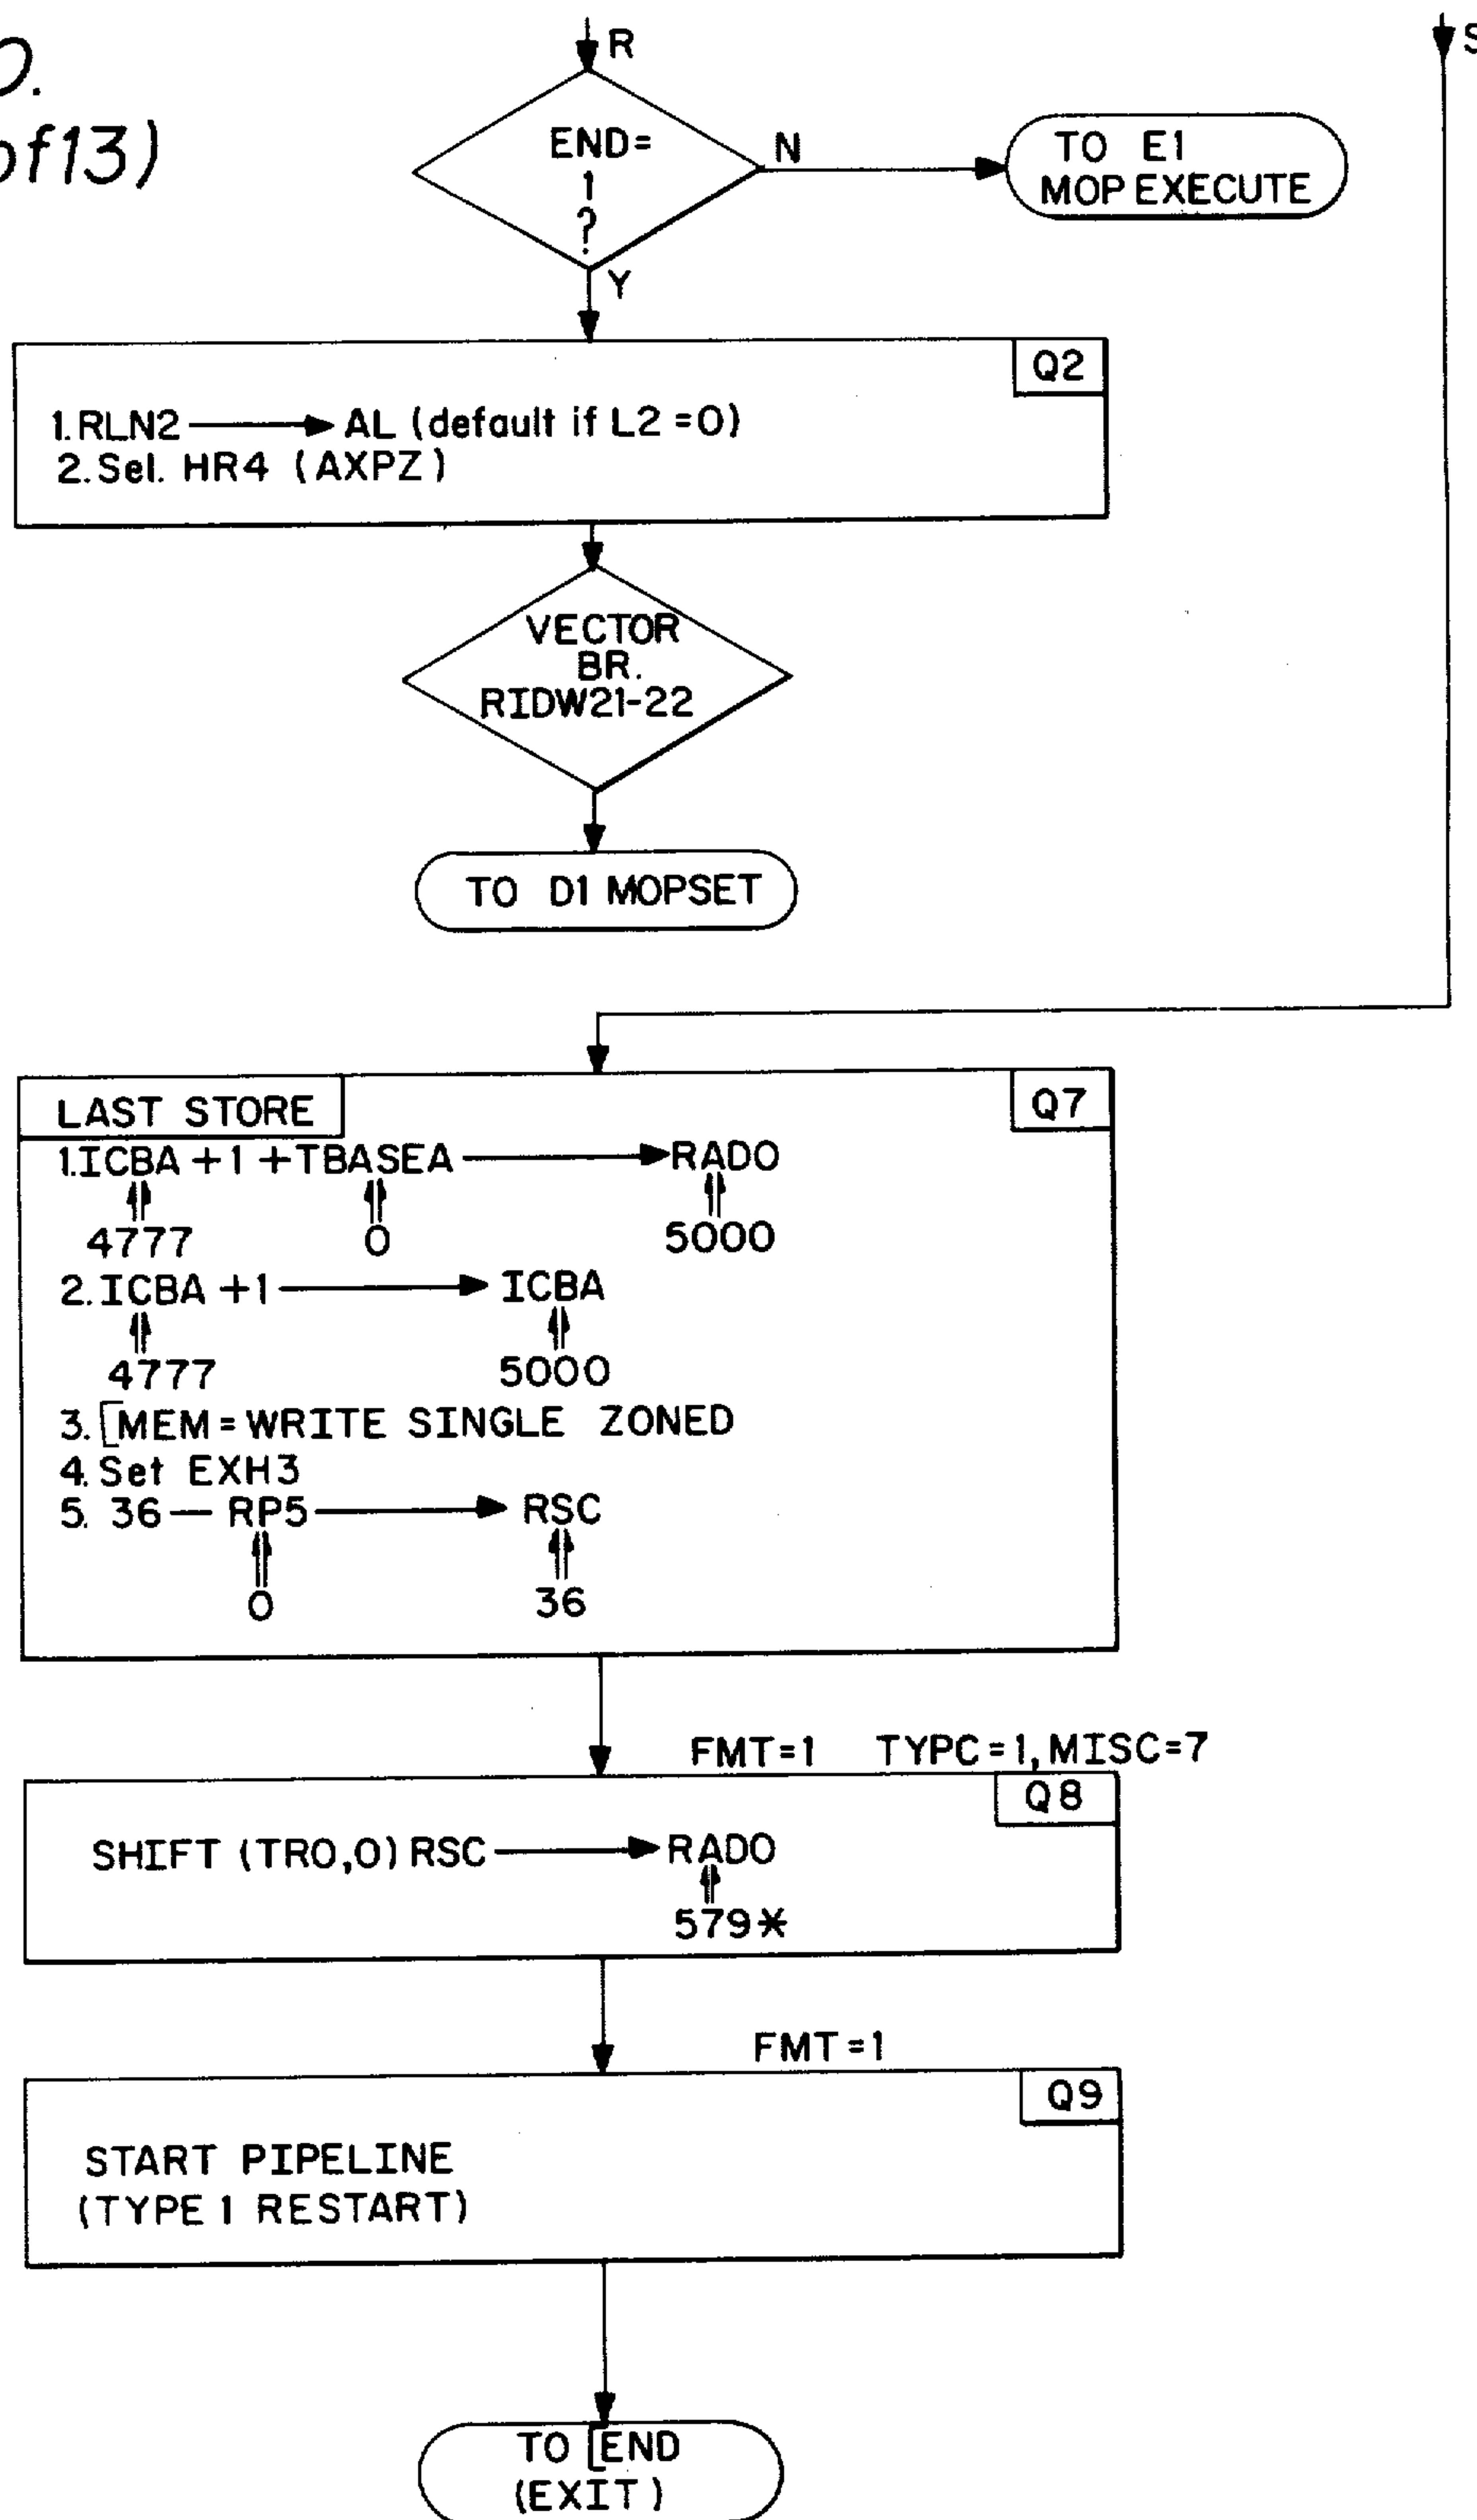 of13)
R
S
END=
1
?
N
TO E1
MOP EXECUTE
Y
Q2
1. RLN2 → AL (default if L2 = 0)
2. Sel. HR4 (AXPZ)
VECTOR
BR.
RIDW21-22
TO D1 MOPSET
LAST STORE
Q7
1. ICBA +1 +TBASEA → RADO
4777 0 5000
2. ICBA +1 → ICBA
4777 5000
3. [MEM = WRITE SINGLE ZONED
4. Set EXH3
5. 36 — RP5 → RSC
0 36
FMT=1 TYPC=1, MISC=7
Q8
SHIFT (TRO,0) RSC → RADO
579*
FMT=1
Q9
START PIPELINE
(TYPE 1 RESTART)
TO [END
(EXIT)